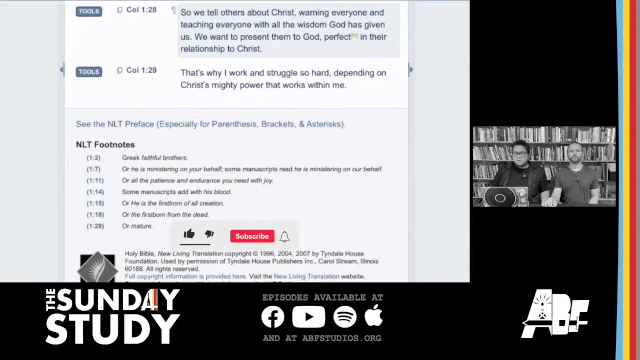 TOOLS Col 1:28 ¶ So we tell others about Christ, warning everyone and
teaching everyone with all the wisdom God has given
us. We want to present them to God, perfect[n] in their
relationship to Christ.
TOOLS Col 1:29 That's why I work and struggle so hard, depending on
Christ's mighty power that works within me.
See the NLT Preface (Especially for Parenthesis, Brackets, & Asterisks).
NLT Footnotes
(1:2) Greek faithful brothers.
(1:7) Or he is ministering on your behalf; some manuscripts read he is ministering on our behalf.
(1:11) Or all the patience and endurance you need with joy.
(1:14) Some manuscripts add with his blood.
(1:15) Or He is the firstborn of all creation.
(1:18) Or the firstborn from the dead.
(1:28) Or mature.
Subscribe
Holy Bible, New Living Translation copyright © 1996, 2004, 2007 by Tyndale House
Foundation. Used by permission of Tyndale House Publishers Inc., Carol Stream, Illinois
60188. All rights reserved.
Full copyright information is provided here. Visit the New Living Translation website.
THE SUNDAY
STUDY
EPISODES AVAILABLE AT
AND AT ABFSTUDIOS.ORG
ABF